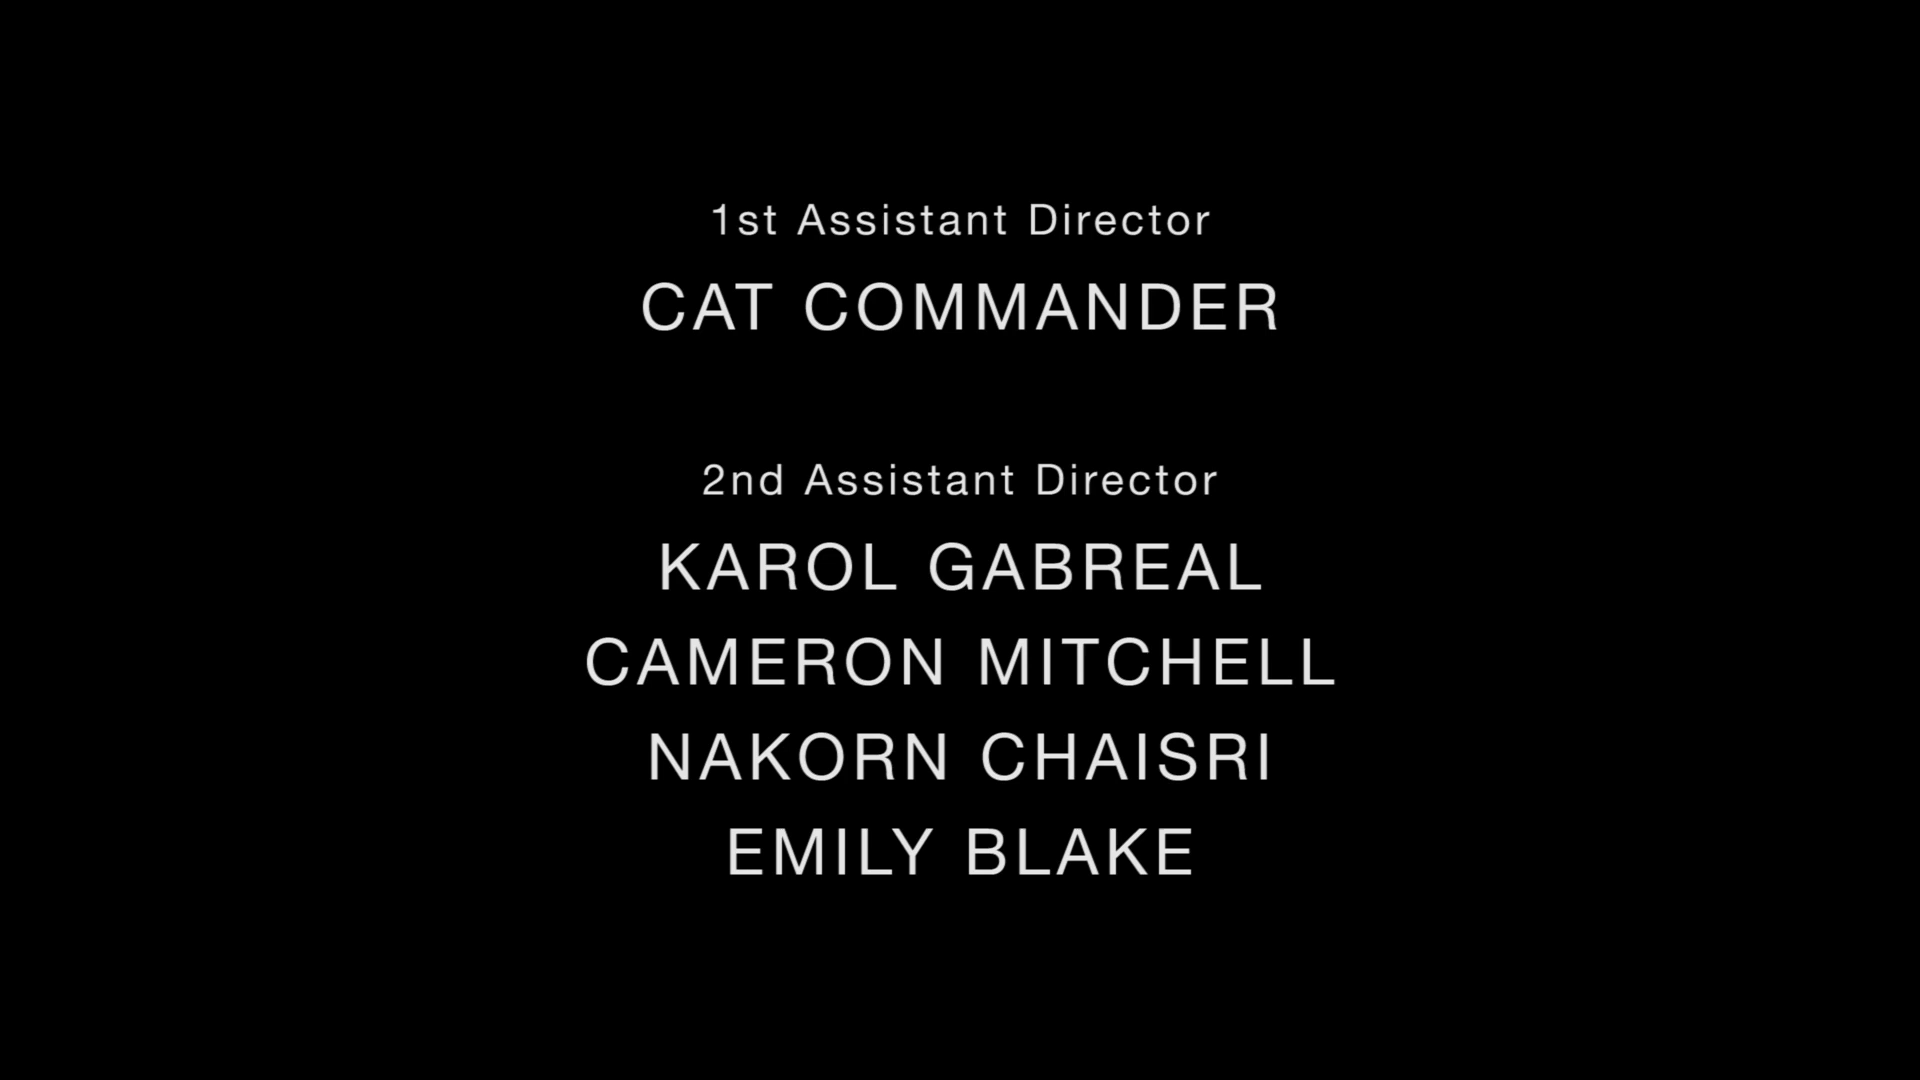 1st Assistant Director
CAT COMMANDER
2nd Assistant Director
KAROL GABREAL
CAMERON MITCHELL
NAKORN CHAISRI
EMILY BLAKE